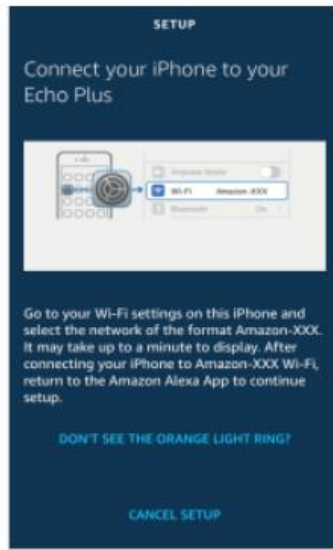 SETUP
Connect your iPhone to your
Echo Plus
Airplane Mode
Wi-Fi Amazon-XXX
Bluetooth On
Go to your Wi-Fi settings on this iPhone and
select the network of the format Amazon-XXX.
It may take up to a minute to display. After
connecting your iPhone to Amazon-XXX Wi-Fi,
return to the Amazon Alexa App to continue
setup.
DON'T SEE THE ORANGE LIGHT RING?
CANCEL SETUP